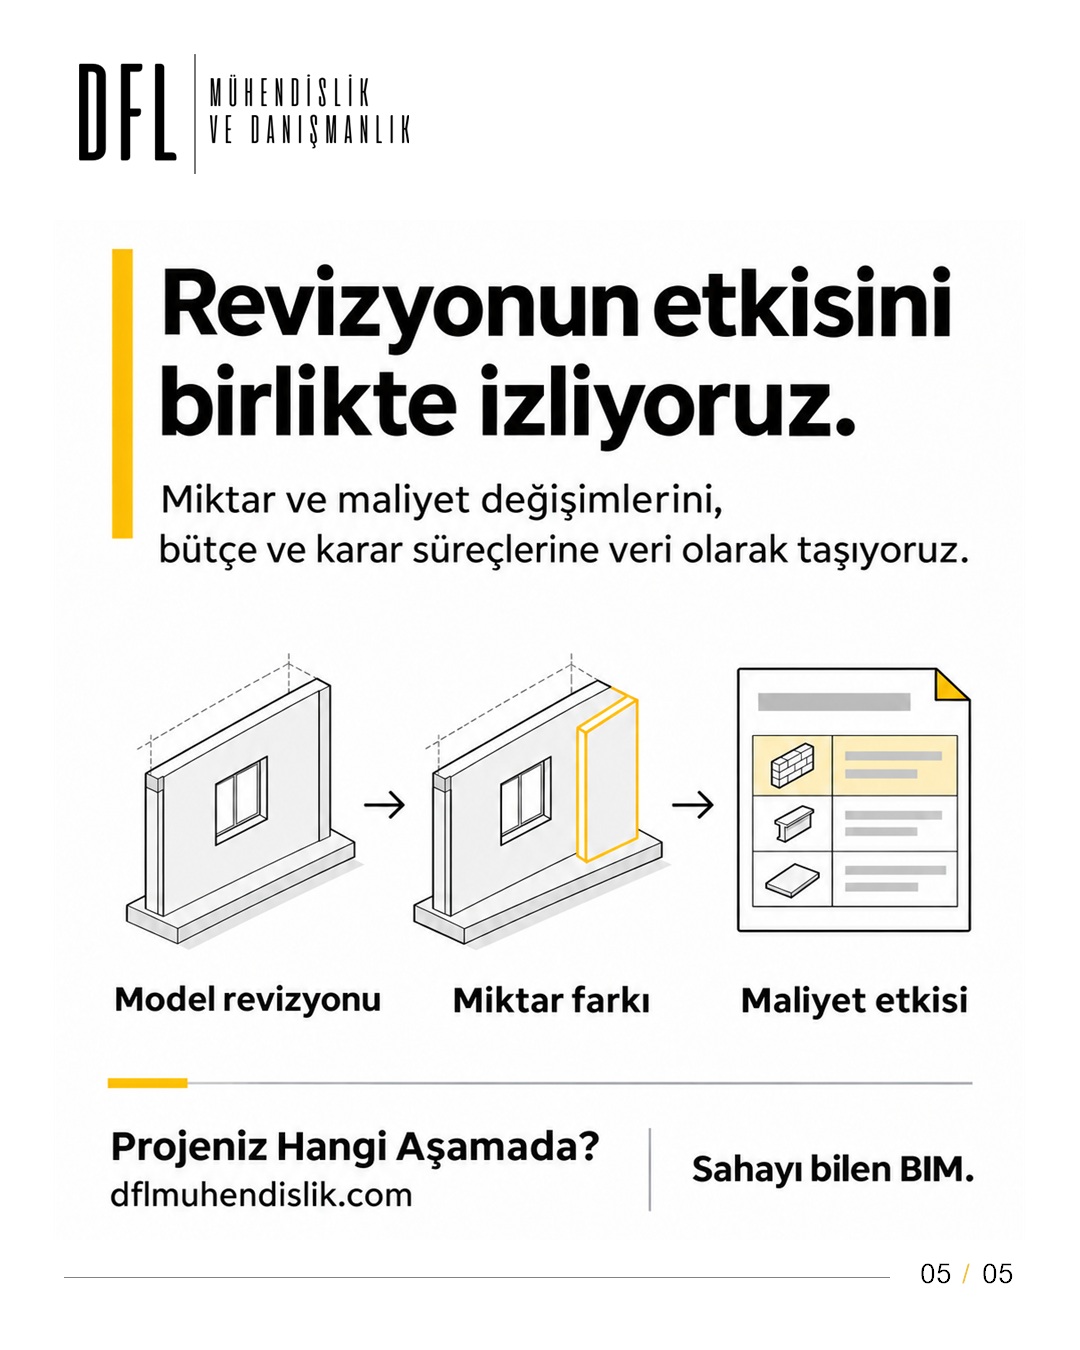 DFL
MÜHENDİSLİK
VE DANIŞMANLIK
Revizyonun etkisini
birlikte izliyoruz.
Miktar ve maliyet değişimlerini,
bütçe ve karar süreçlerine veri olarak taşıyoruz.
Model revizyonu
Miktar farkı
Maliyet etkisi
Projeniz Hangi Aşamada?
dflmuhendislik.com
Sahayı bilen BIM.
05 / 05